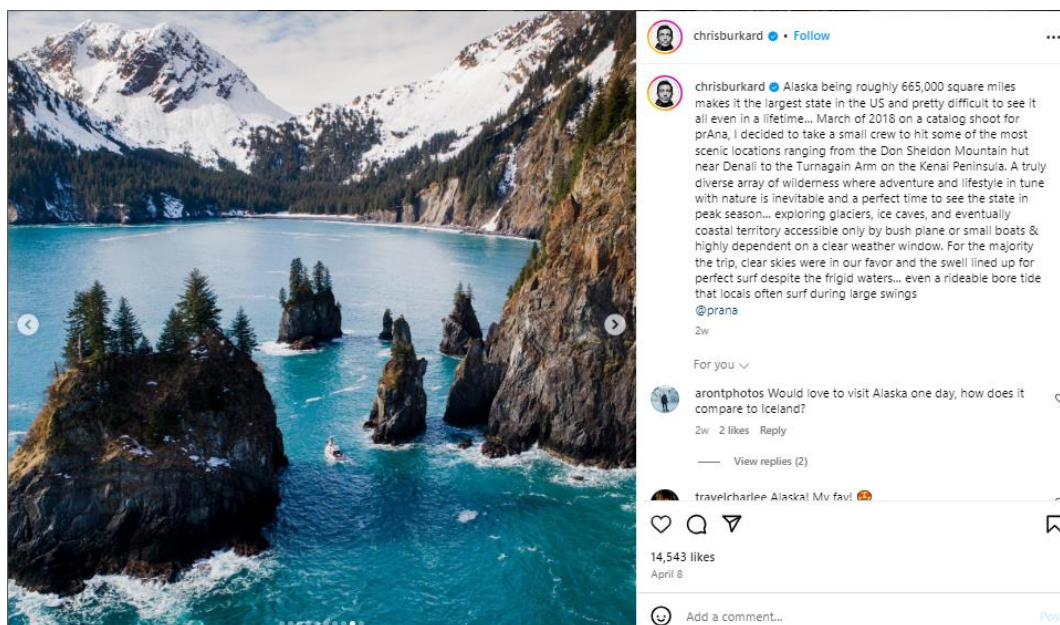 chrisburkard • Follow
chrisburkard Alaska being roughly 665,000 square miles
makes it the largest state in the US and pretty difficult to see it
all even in a lifetime... March of 2018 on a catalog shoot for
prAna, I decided to take a small crew to hit some of the most
scenic locations ranging from the Don Sheldon Mountain hut
near Denali to the Turnagain Arm on the Kenai Peninsula. A truly
diverse array of wilderness where adventure and lifestyle in tune
with nature is inevitable and a perfect time to see the state in
peak season... exploring glaciers, ice caves, and eventually
coastal territory accessible only by bush plane or small boats &
highly dependent on a clear weather window. For the majority
the trip, clear skies were in our favor and the swell lined up for
perfect surf despite the frigid waters... even a rideable bore tide
that locals often surf during large swings
@prana
2w
For you
arontphotos Would love to visit Alaska one day, how does it
compare to Iceland?
2w 2 likes Reply
View replies (2)
travelcharlee Alaska! My fav! 🤩
14,543 likes
April 8
Add a comment...
Pos